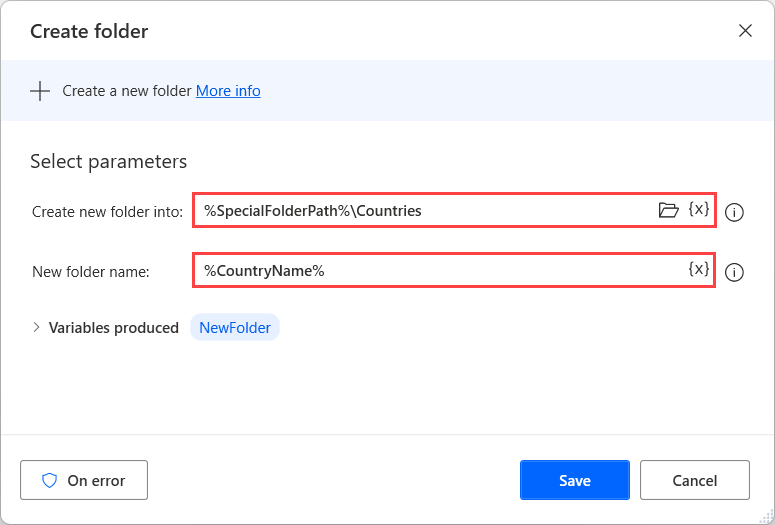 Create folder
Create a new folder More info
Select parameters
Create new folder into: %SpecialFolderPath%\Countries {x}
New folder name: %CountryName% {x}
Variables produced NewFolder
On error Save Cancel